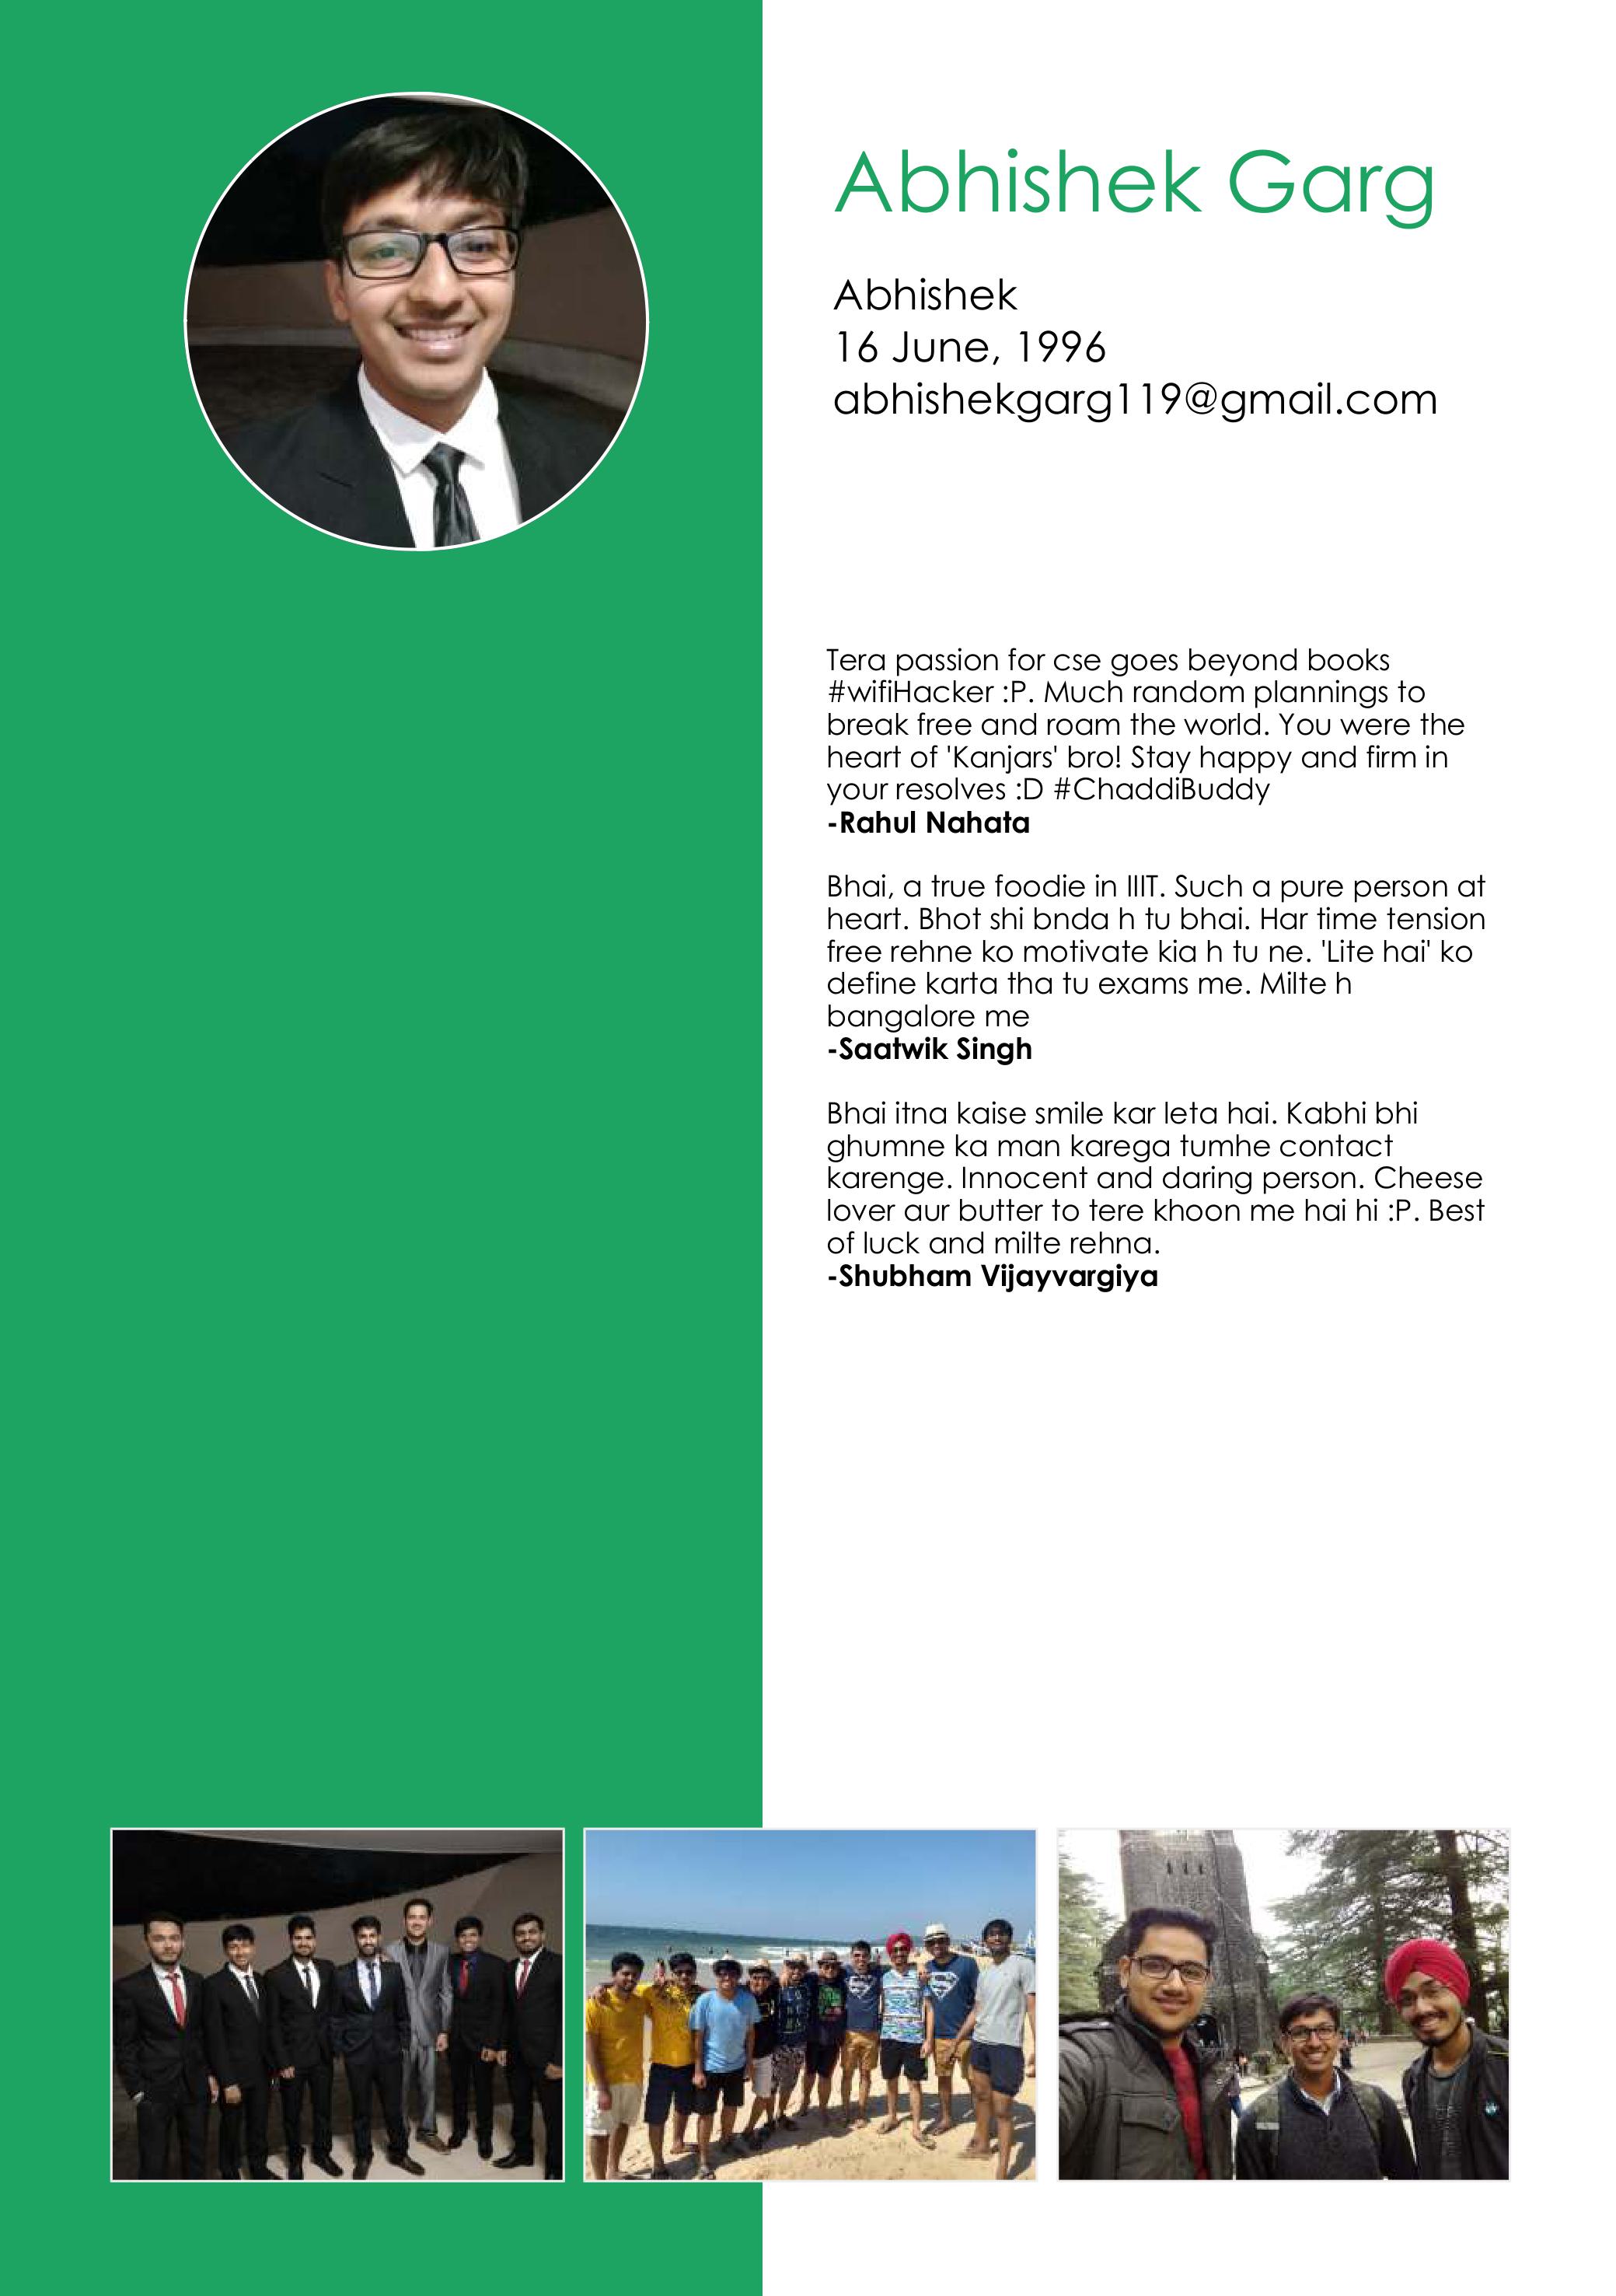 Abhishek Garg
Abhishek
16 June, 1996
abhishekgarg119@gmail.com
Tera passion for cse goes beyond books
#wifiHacker :P. Much random plannings to
break free and roam the world. You were the
heart of 'Kanjars' bro! Stay happy and firm in
your resolves :D #ChaddiBuddy
-Rahul Nahata
Bhai, a true foodie in IIIT. Such a pure person at
heart. Bhot shi bnda h tu bhai. Har time tension
free rehne ko motivate kia h tu ne. 'Lite hai' ko
define karta tha tu exams me. Milte h
bangalore me
-Saatwik Singh
Bhai itna kaise smile kar leta hai. Kabhi bhi
ghumne ka man karega tumhe contact
karenge. Innocent and daring person. Cheese
lover aur butter to tere khoon me hai hi :P. Best
of luck and milte rehna.
-Shubham Vijayvargiya